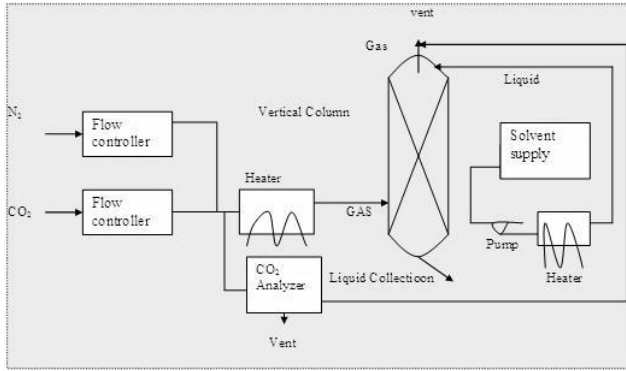 vent
Gas
Liquid
N₂
Flow
controller
Vertical Column
Solvent
supply
Heater
CO₂
Flow
controller
GAS
Pump
CO₂
Analyzer
Liquid Collectioon
Heater
Vent